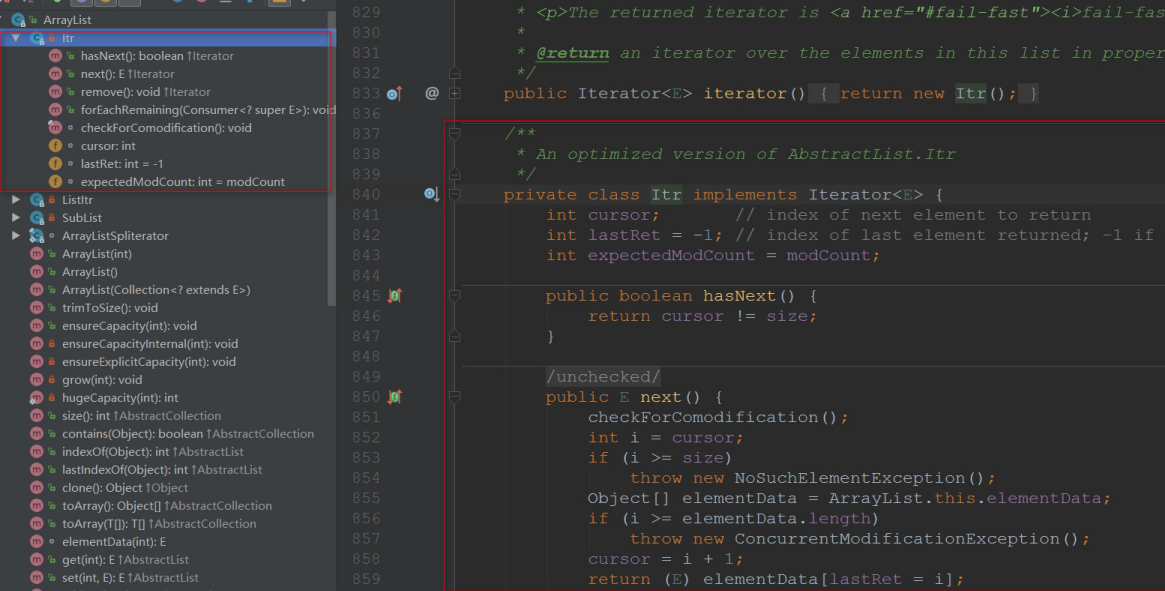 ArrayList
Itr
hasNext(): boolean ↑Iterator
next(): E ↑Iterator
remove(): void ↑Iterator
forEachRemaining(Consumer<? super E>): void
checkForComodification(): void
cursor: int
lastRet: int = -1
expectedModCount: int = modCount
ListItr
SubList
ArrayListSpliterator
ArrayList(int)
ArrayList()
ArrayList(Collection<? extends E>)
trimToSize(): void
ensureCapacity(int): void
ensureCapacityInternal(int): void
ensureExplicitCapacity(int): void
grow(int): void
hugeCapacity(int): int
size(): int ↑AbstractCollection
contains(Object): boolean ↑AbstractCollection
indexOf(Object): int ↑AbstractList
lastIndexOf(Object): int ↑AbstractList
clone(): Object ↑Object
toArray(): Object[] ↑AbstractCollection
toArray(T[]): T[] ↑AbstractCollection
elementData(int): E
get(int): E ↑AbstractList
set(int, E): E ↑AbstractList
829 * <p>The returned iterator is <a href="#fail-fast"><i>fail-fas
830 *
831 * @return an iterator over the elements in this list in proper
832 */
833 @ public Iterator<E> iterator() { return new Itr(); }
836
837 /**
838 * An optimized version of AbstractList.Itr
839 */
840 private class Itr implements Iterator<E> {
841 int cursor; // index of next element to return
842 int lastRet = -1; // index of last element returned; -1 if
843 int expectedModCount = modCount;
844
845 public boolean hasNext() {
846 return cursor != size;
847 }
848
849 /unchecked/
850 public E next() {
851 checkForComodification();
852 int i = cursor;
853 if (i >= size)
854 throw new NoSuchElementException();
855 Object[] elementData = ArrayList.this.elementData;
856 if (i >= elementData.length)
857 throw new ConcurrentModificationException();
858 cursor = i + 1;
859 return (E) elementData[lastRet = i];